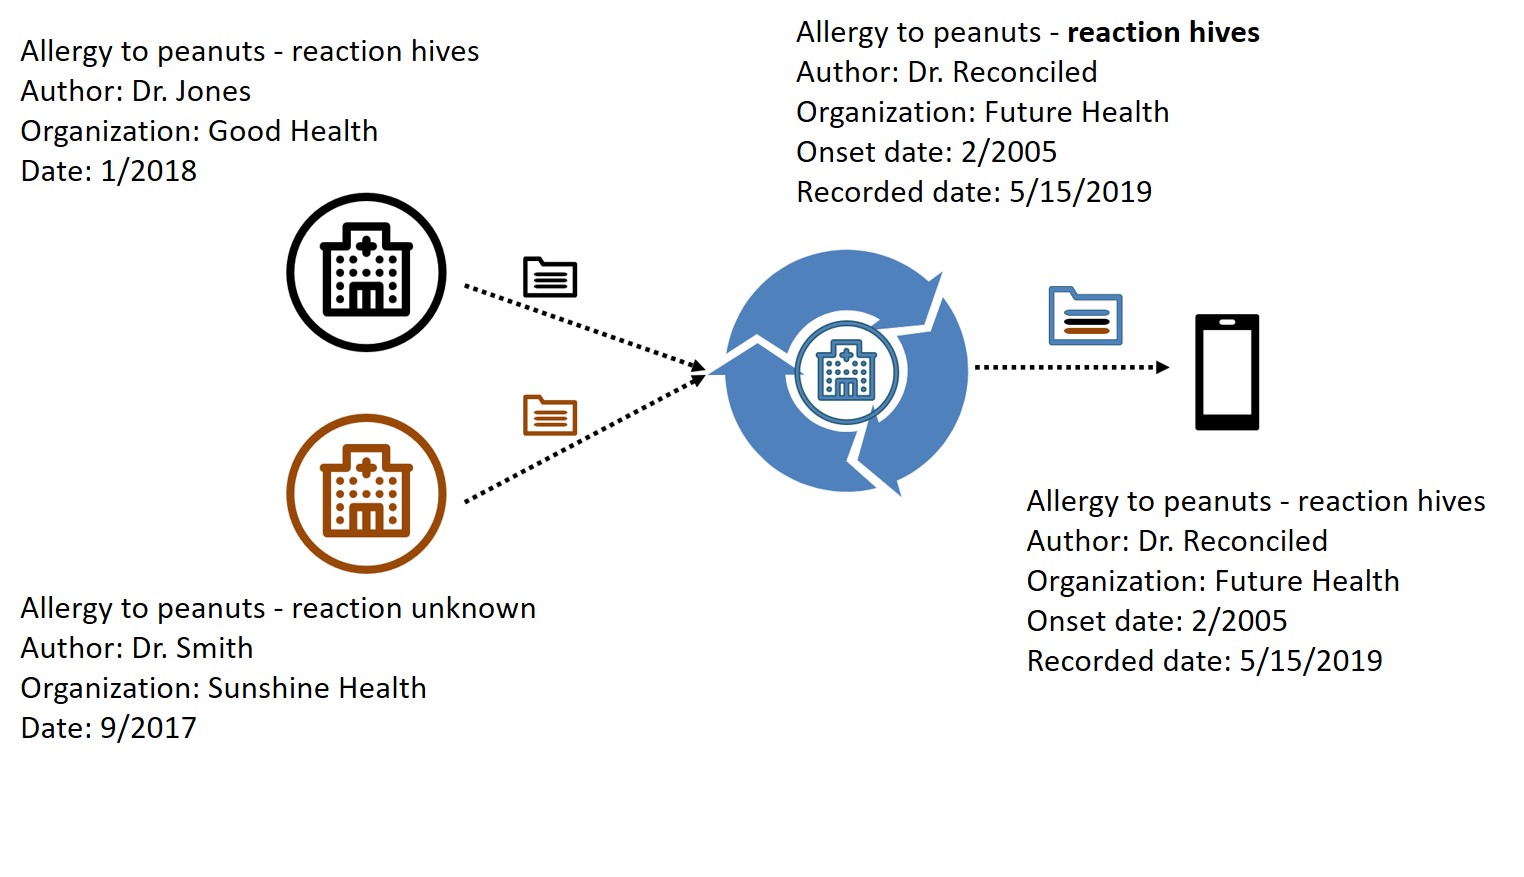 Allergy to peanuts - reaction hives
Author: Dr. Jones
Organization: Good Health
Date: 1/2018
Allergy to peanuts - reaction hives
Author: Dr. Reconciled
Organization: Future Health
Onset date: 2/2005
Recorded date: 5/15/2019
Allergy to peanuts - reaction unknown
Author: Dr. Smith
Organization: Sunshine Health
Date: 9/2017
Allergy to peanuts - reaction hives
Author: Dr. Reconciled
Organization: Future Health
Onset date: 2/2005
Recorded date: 5/15/2019